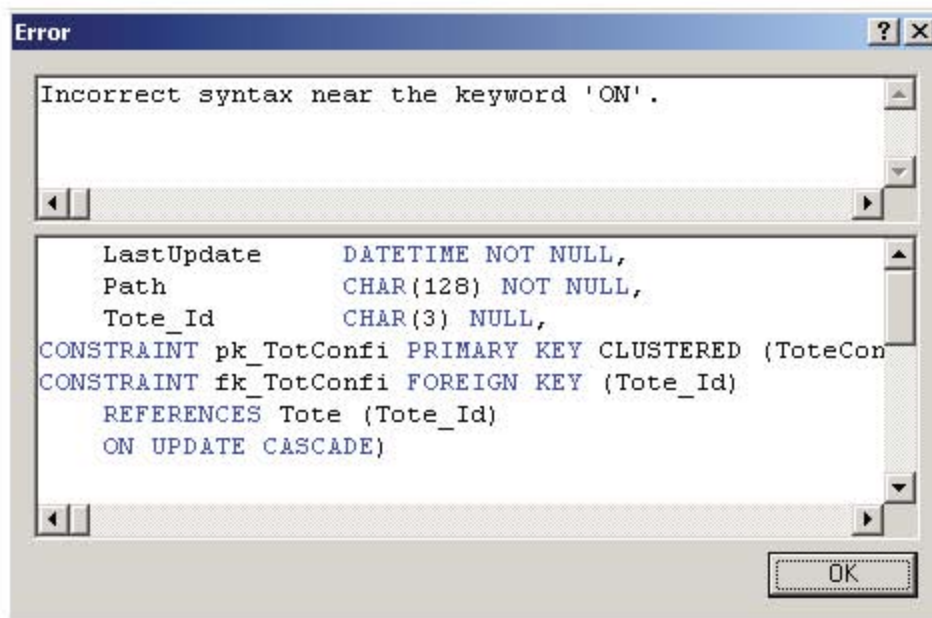 Error
Incorrect syntax near the keyword 'ON'.
LastUpdate DATETIME NOT NULL,
Path CHAR(128) NOT NULL,
Tote_Id CHAR(3) NULL,
CONSTRAINT pk_TotConfi PRIMARY KEY CLUSTERED (ToteCon
CONSTRAINT fk_TotConfi FOREIGN KEY (Tote_Id)
REFERENCES Tote (Tote_Id)
ON UPDATE CASCADE)
OK